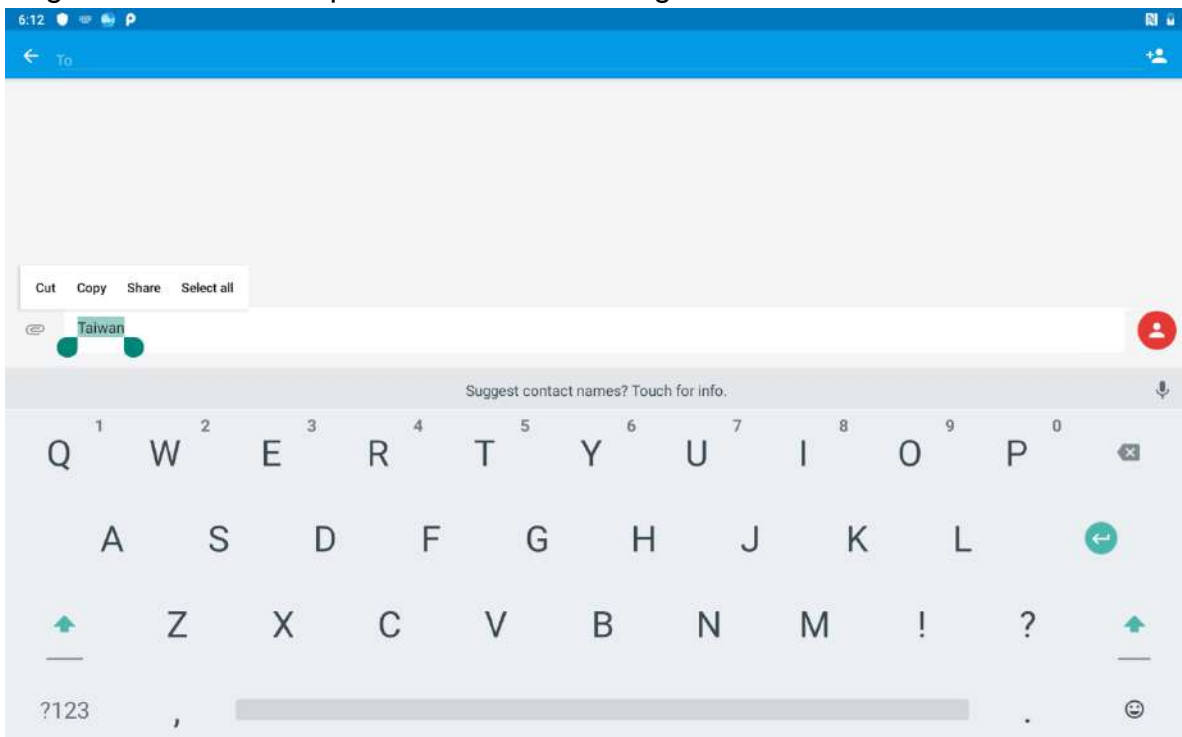 6:12
To
Cut Copy Share Select all
Taiwan
Suggest contact names? Touch for info.
Q 1 W 2 E 3 R 4 T 5 Y 6 U 7 I 8 O 9 P 0
A S D F G H J K L
Z X C V B N M ! ?
?123 , .